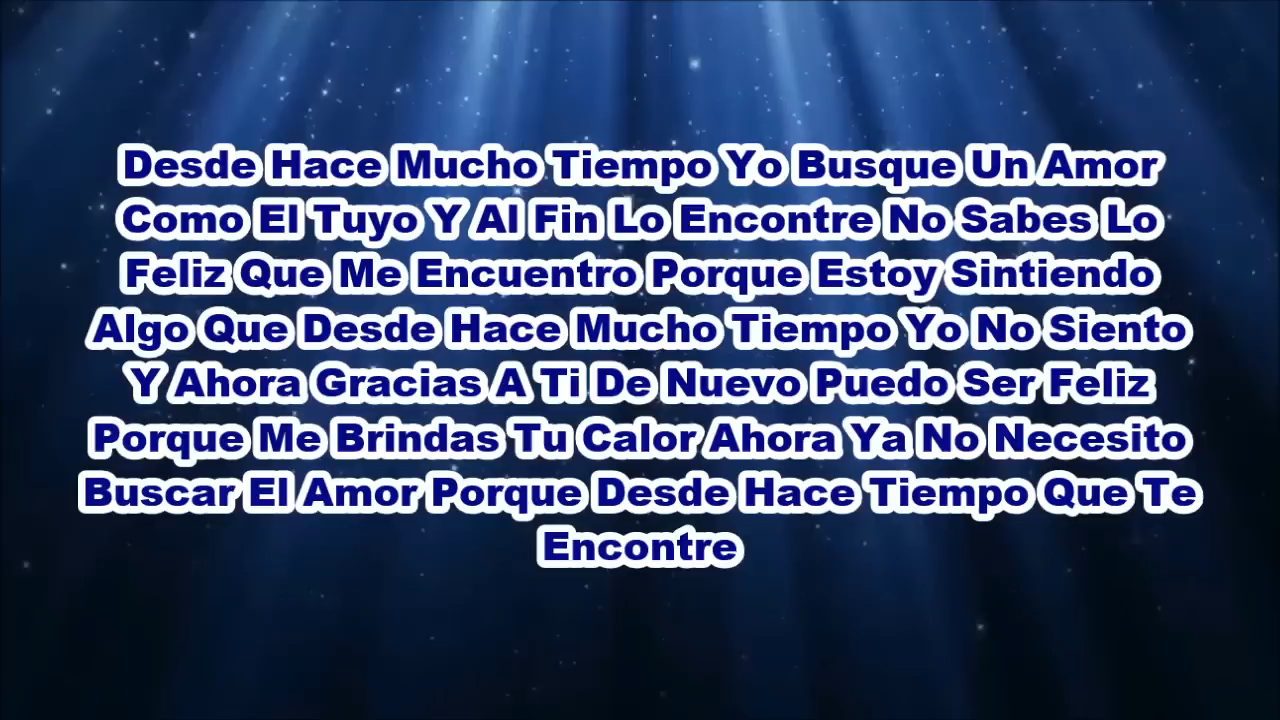 Desde Hace Mucho Tiempo Yo Busque Un Amor
Como El Tuyo Y Al Fin Lo Encontre No Sabes Lo
Feliz Que Me Encuentro Porque Estoy Sintiendo
Algo Que Desde Hace Mucho Tiempo Yo No Siento
Y Ahora Gracias A Ti De Nuevo Puedo Ser Feliz
Porque Me Brindas Tu Calor Ahora Ya No Necesito
Buscar El Amor Porque Desde Hace Tiempo Que Te
Encontre